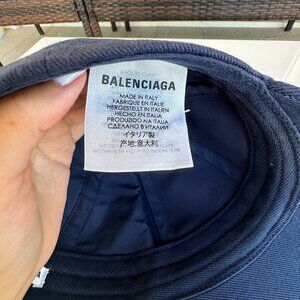 BALENCIAGA
MADE IN ITALY
FABRIQUÉ EN ITALIE
HERGESTELLT IN ITALIEN
HECHO EN ITALIA
PRODUZIDO NA ITÁLIA
СДЕЛАНО В ИТАЛИИ
イタリア製
产地:意大利